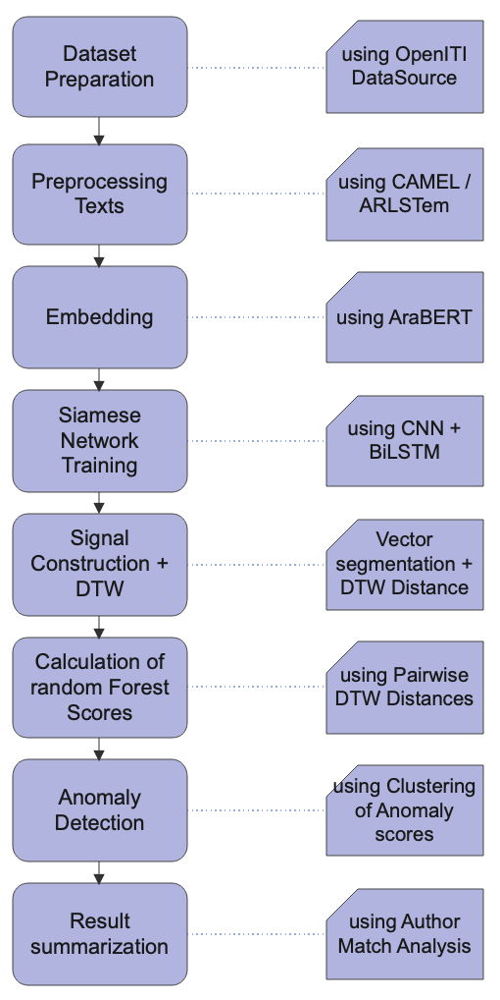 Dataset
Preparation
using OpenITI
DataSource
Preprocessing
Texts
using CAMEL /
ARLSTem
Embedding
using AraBERT
Siamese
Network
Training
using CNN +
BiLSTM
Signal
Construction +
DTW
Vector
segmentation +
DTW Distance
Calculation of
random Forest
Scores
using Pairwise
DTW Distances
Anomaly
Detection
using Clustering
of Anomaly
scores
Result
summarization
using Author
Match Analysis